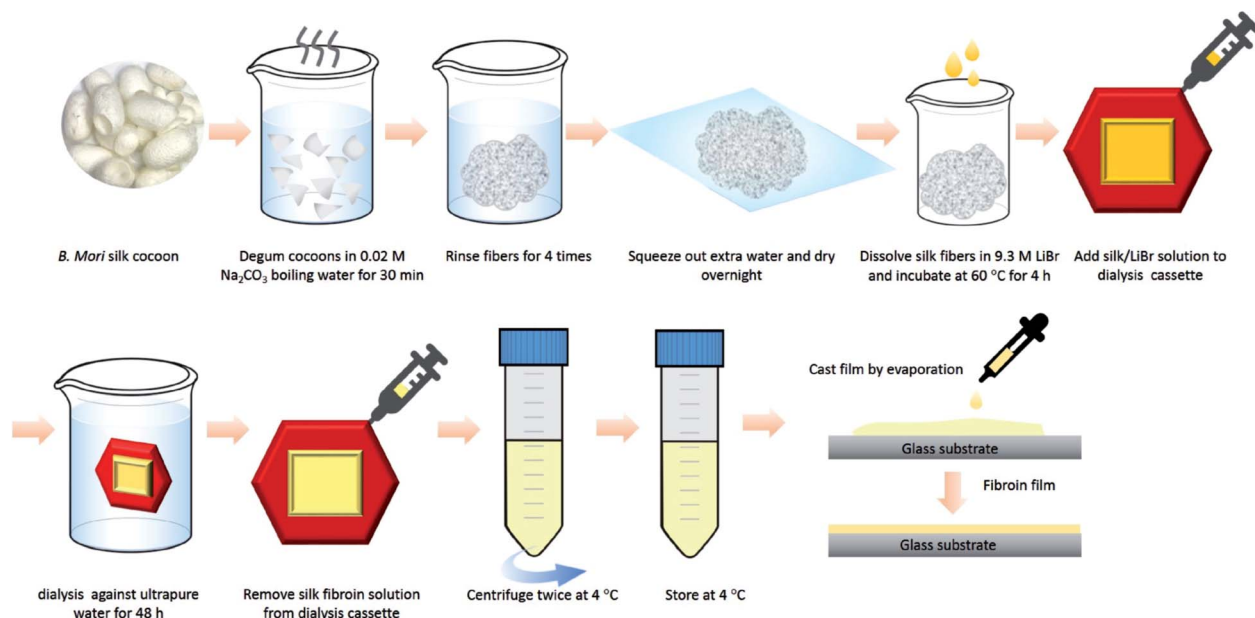 B. Mori silk cocoon
Degum cocoons in 0.02 M
Na₂CO₃ boiling water for 30 min
Rinse fibers for 4 times
Squeeze out extra water and dry
overnight
Dissolve silk fibers in 9.3 M LiBr
and incubate at 60 °C for 4 h
Add silk/LiBr solution to
dialysis cassette
dialysis against ultrapure
water for 48 h
Remove silk fibroin solution
from dialysis cassette
Centrifuge twice at 4 °C
Store at 4 °C
Cast film by evaporation
Glass substrate
Fibroin film
Glass substrate